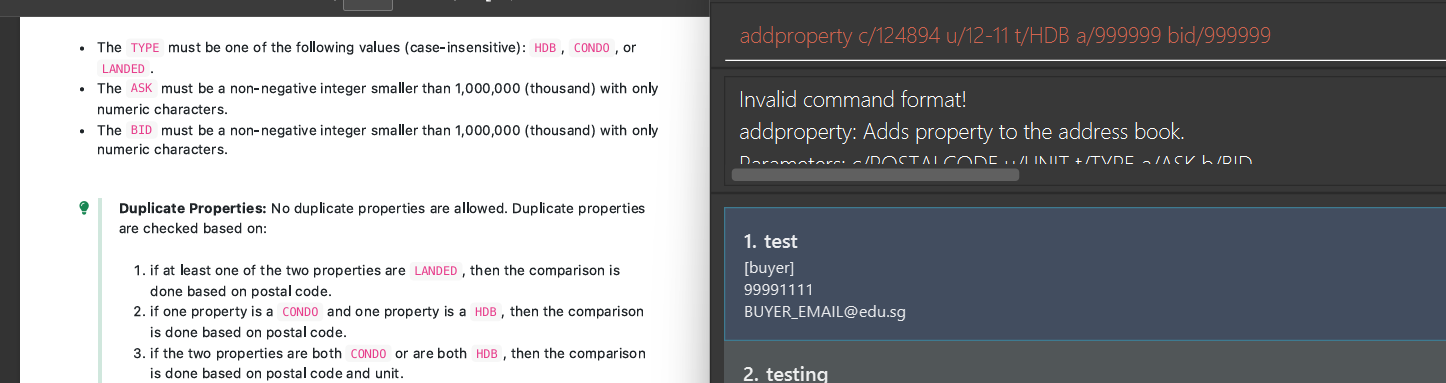 The TYPE must be one of the following values (case-insensitive): HDB, CONDO, or
LANDED.
The ASK must be a non-negative integer smaller than 1,000,000 (thousand) with only
numeric characters.
The BID must be a non-negative integer smaller than 1,000,000 (thousand) with only
numeric characters.
Duplicate Properties: No duplicate properties are allowed. Duplicate properties
are checked based on:
1. if at least one of the two properties are LANDED, then the comparison is
done based on postal code.
2. if one property is a CONDO and one property is a HDB, then the comparison
is done based on postal code.
3. if the two properties are both CONDO or are both HDB, then the comparison
is done based on postal code and unit.
addproperty c/124894 u/12-11 t/HDB a/999999 bid/999999
Invalid command format!
addproperty: Adds property to the address book.
Parameters: c/POSTALCODE u/UNIT t/TYPE a/ASK b/BID
1. test
[buyer]
99991111
BUYER_EMAIL@edu.sg
2. testing